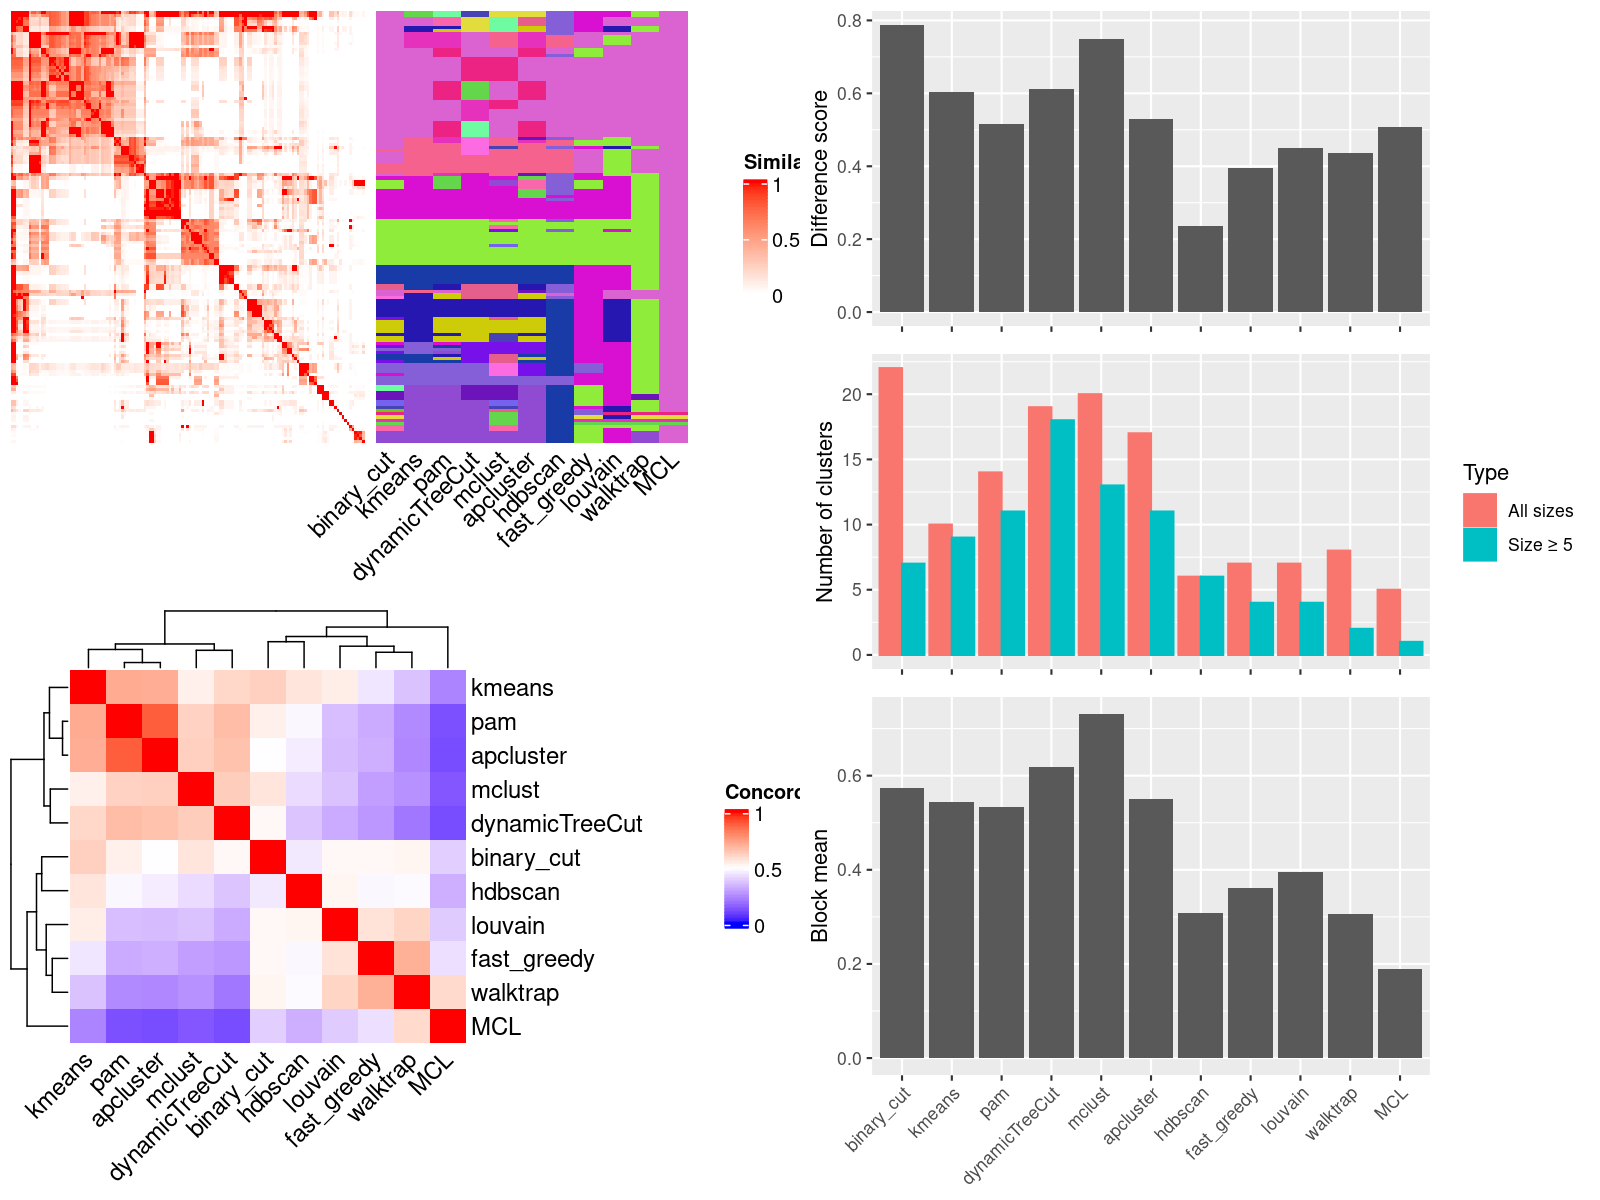 Simila
1
0.5
0
binary_cut
kmeans
pam
dynamicTreeCut
mclust
apcluster
hdbscan
fast_greedy
louvain
walktrap
MCL
kmeans
pam
apcluster
mclust
dynamicTreeCut
binary_cut
hdbscan
louvain
fast_greedy
walktrap
MCL
kmeans
pam
apcluster
mclust
dynamicTreeCut
binary_cut
hdbscan
louvain
fast_greedy
walktrap
MCL
Concorc
1
0.5
0
Difference score
0.8
0.6
0.4
0.2
0.0
Number of clusters
20
15
10
5
0
Type
All sizes
Size ≥ 5
Block mean
0.6
0.4
0.2
0.0
binary_cut
kmeans
pam
dynamicTreeCut
mclust
apcluster
hdbscan
fast_greedy
louvain
walktrap
MCL